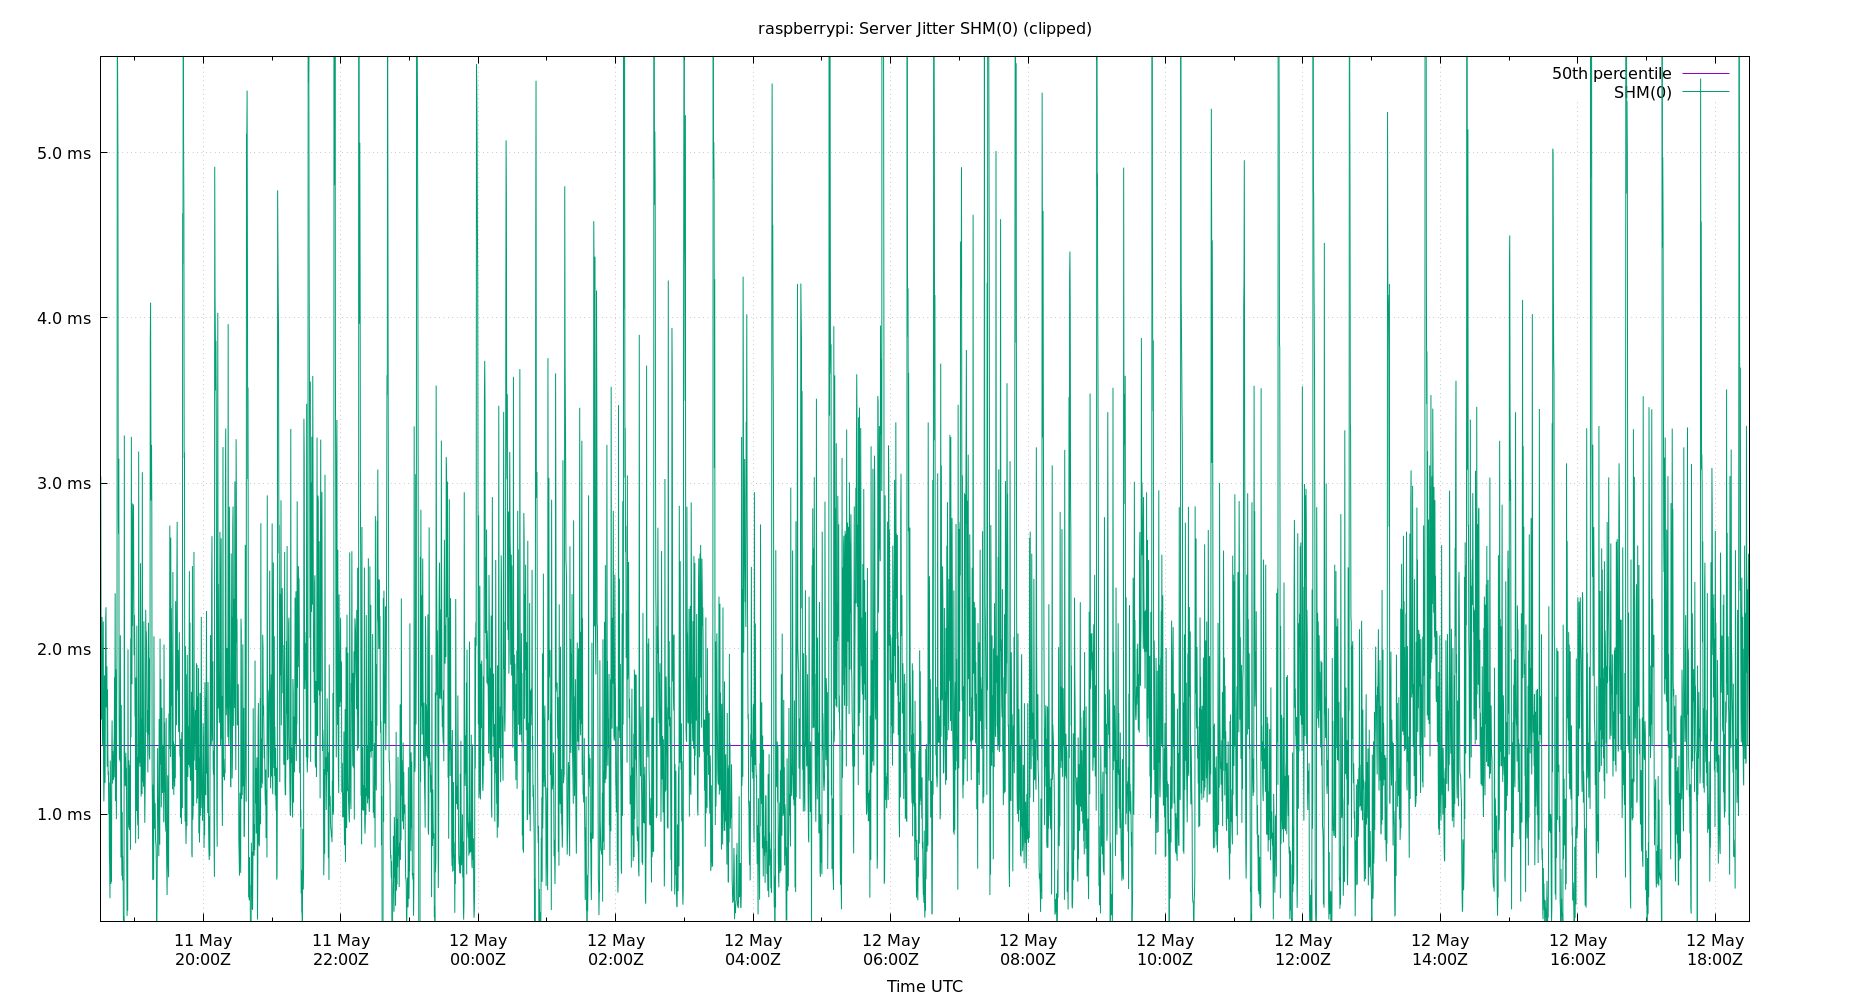 raspberrypi: Server Jitter SHM(0) (clipped)
50th percentile
SHM(0)
5.0 ms
4.0 ms
3.0 ms
2.0 ms
1.0 ms
11 May 11 May 12 May 12 May 12 May 12 May 12 May 12 May 12 May 12 May 12 May 12 May
20:00Z 22:00Z 00:00Z 02:00Z 04:00Z 06:00Z 08:00Z 10:00Z 12:00Z 14:00Z 16:00Z 18:00Z
Time UTC